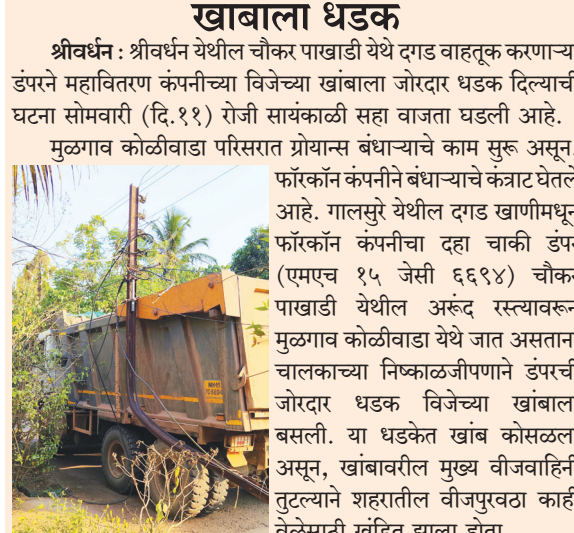 खांबाला धडक
श्रीवर्धन : श्रीवर्धन येथील चौकर पाखाडी येथे दगड वाहतूक करणाऱ्या
डंपरने महावितरण कंपनीच्या विजेच्या खांबाला जोरदार धडक दिल्याची
घटना सोमवारी (दि.११) रोजी सायंकाळी सहा वाजता घडली आहे.
मुळगाव कोळीवाडा परिसरात ग्रोयान्स बंधाऱ्याचे काम सुरू असून,
फॉरकॉन कंपनीने बंधाऱ्याचे कंत्राट घेतले
आहे. गालसुरे येथील दगड खाणीमधून
फॉरकॉन कंपनीचा दहा चाकी डंप
(एमएच १५ जेसी ६६९४) चौकर
पाखाडी येथील अरूंद रस्त्यावरून
मुळगाव कोळीवाडा येथे जात असताना
चालकाच्या निष्काळजीपणाने डंपरची
जोरदार धडक विजेच्या खांबाला
बसली. या धडकेत खांब कोसळला
असून, खांबावरील मुख्य वीजवाहिनी
तुटल्याने शहरातील वीजपुरवठा काही
वेळेसाठी खंडित झाला होता.